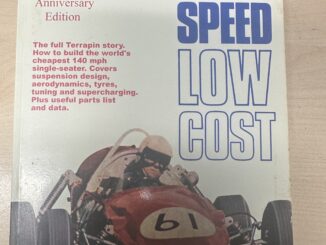 Anniversary
Edition
SPEED
LOW
COST
The full Terrapin story.
How to build the world's
cheapest 140 mph
single-seater. Covers
suspension design,
aerodynamics, tyres,
tuning and supercharging.
Plus useful parts list
and data.
61